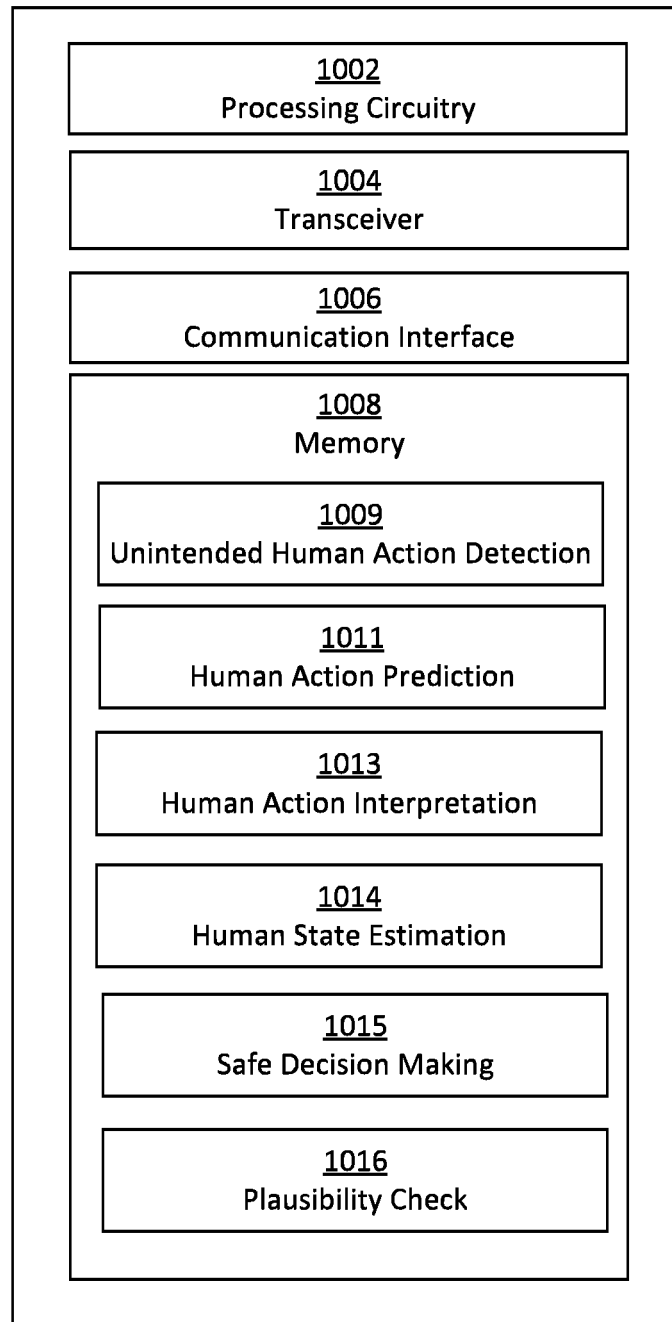 1002
Processing Circuitry
1004
Transceiver
1006
Communication Interface
1008
Memory
1009
Unintended Human Action Detection
1011
Human Action Prediction
1013
Human Action Interpretation
1014
Human State Estimation
1015
Safe Decision Making
1016
Plausibility Check